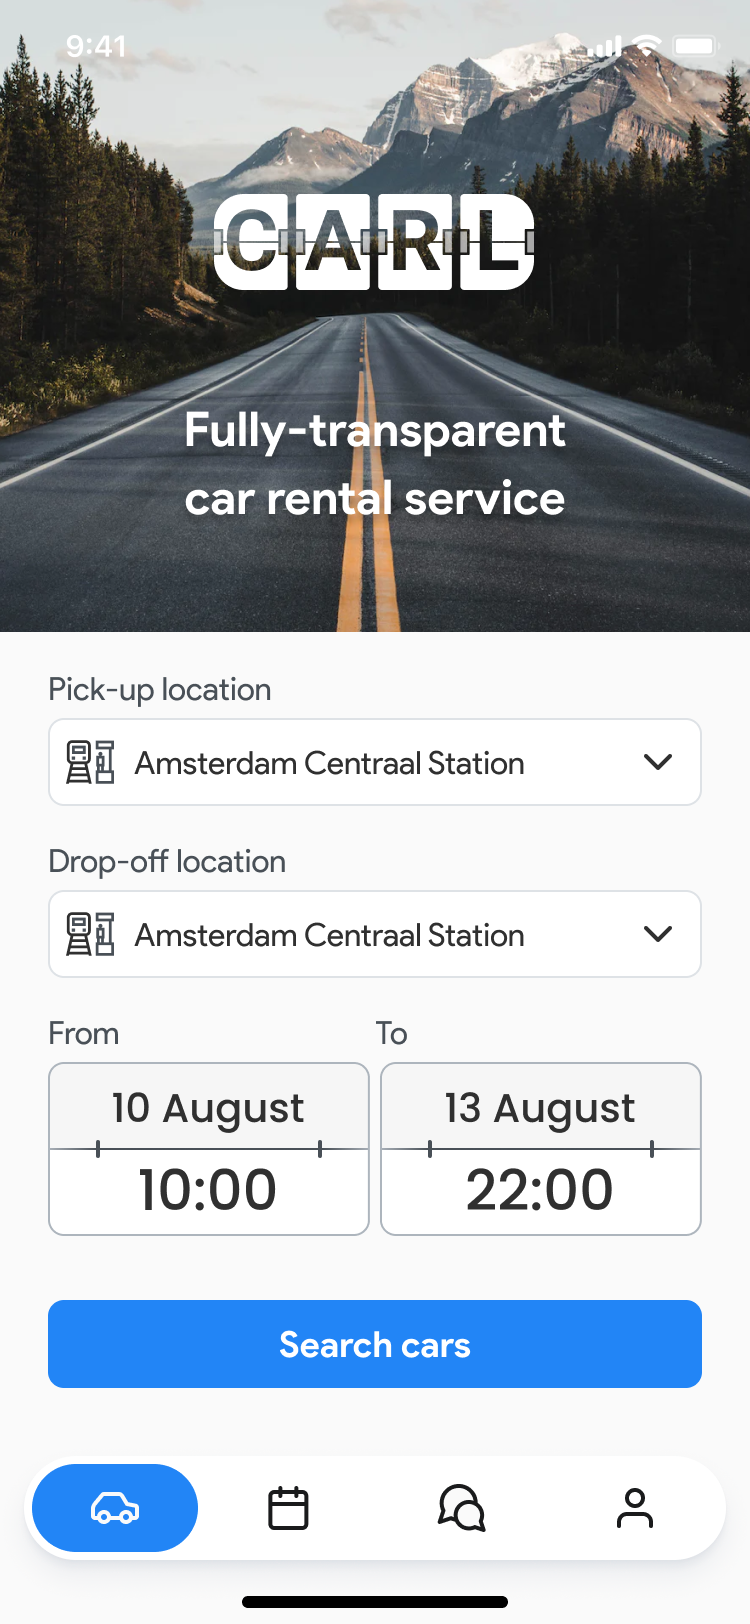 9:41
CARL
Fully-transparent
car rental service
Pick-up location
Amsterdam Centraal Station
Drop-off location
Amsterdam Centraal Station
From To
10 August 13 August
10:00 22:00
Search cars